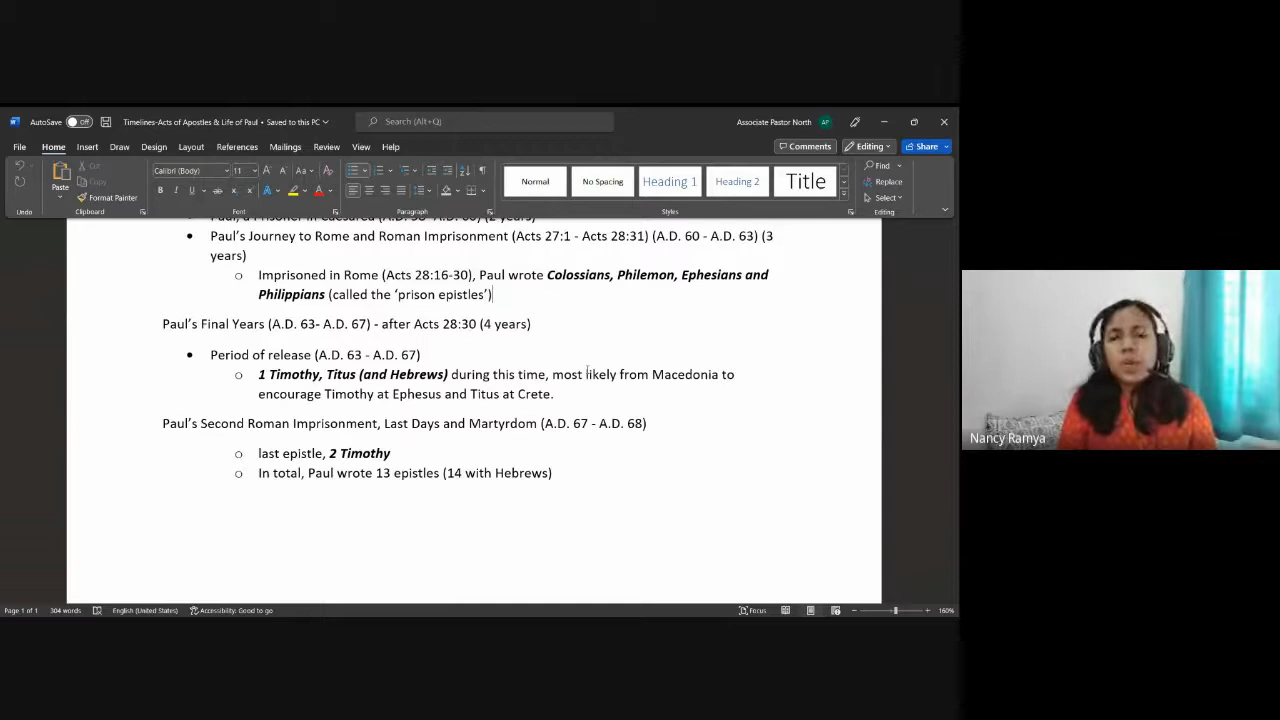 AutoSave Off Timelines-Acts of Apostles & Life of Paul • Saved to this PC Search (Alt+Q) Associate Pastor North AP
File Home Insert Draw Design Layout References Mailings Review View Help Comments Editing Share
Paste Cut Copy Format Painter Calibri (Body) 11 Normal No Spacing Heading 1 Heading 2 Title Find Replace Select
Undo Clipboard Font Paragraph Styles Editing
• Paul's Journey to Rome and Roman Imprisonment (Acts 27:1 - Acts 28:31) (A.D. 60 - A.D. 63) (3
years)
o Imprisoned in Rome (Acts 28:16-30), Paul wrote Colossians, Philemon, Ephesians and
Philippians (called the ‘prison epistles’)
Paul's Final Years (A.D. 63- A.D. 67) - after Acts 28:30 (4 years)
• Period of release (A.D. 63 - A.D. 67)
o 1 Timothy, Titus (and Hebrews) during this time, most likely from Macedonia to
encourage Timothy at Ephesus and Titus at Crete.
Paul's Second Roman Imprisonment, Last Days and Martyrdom (A.D. 67 - A.D. 68)
o last epistle, 2 Timothy
o In total, Paul wrote 13 epistles (14 with Hebrews)
Nancy Ramya
Page 1 of 1 304 words English (United States) Accessibility: Good to go Focus 160%